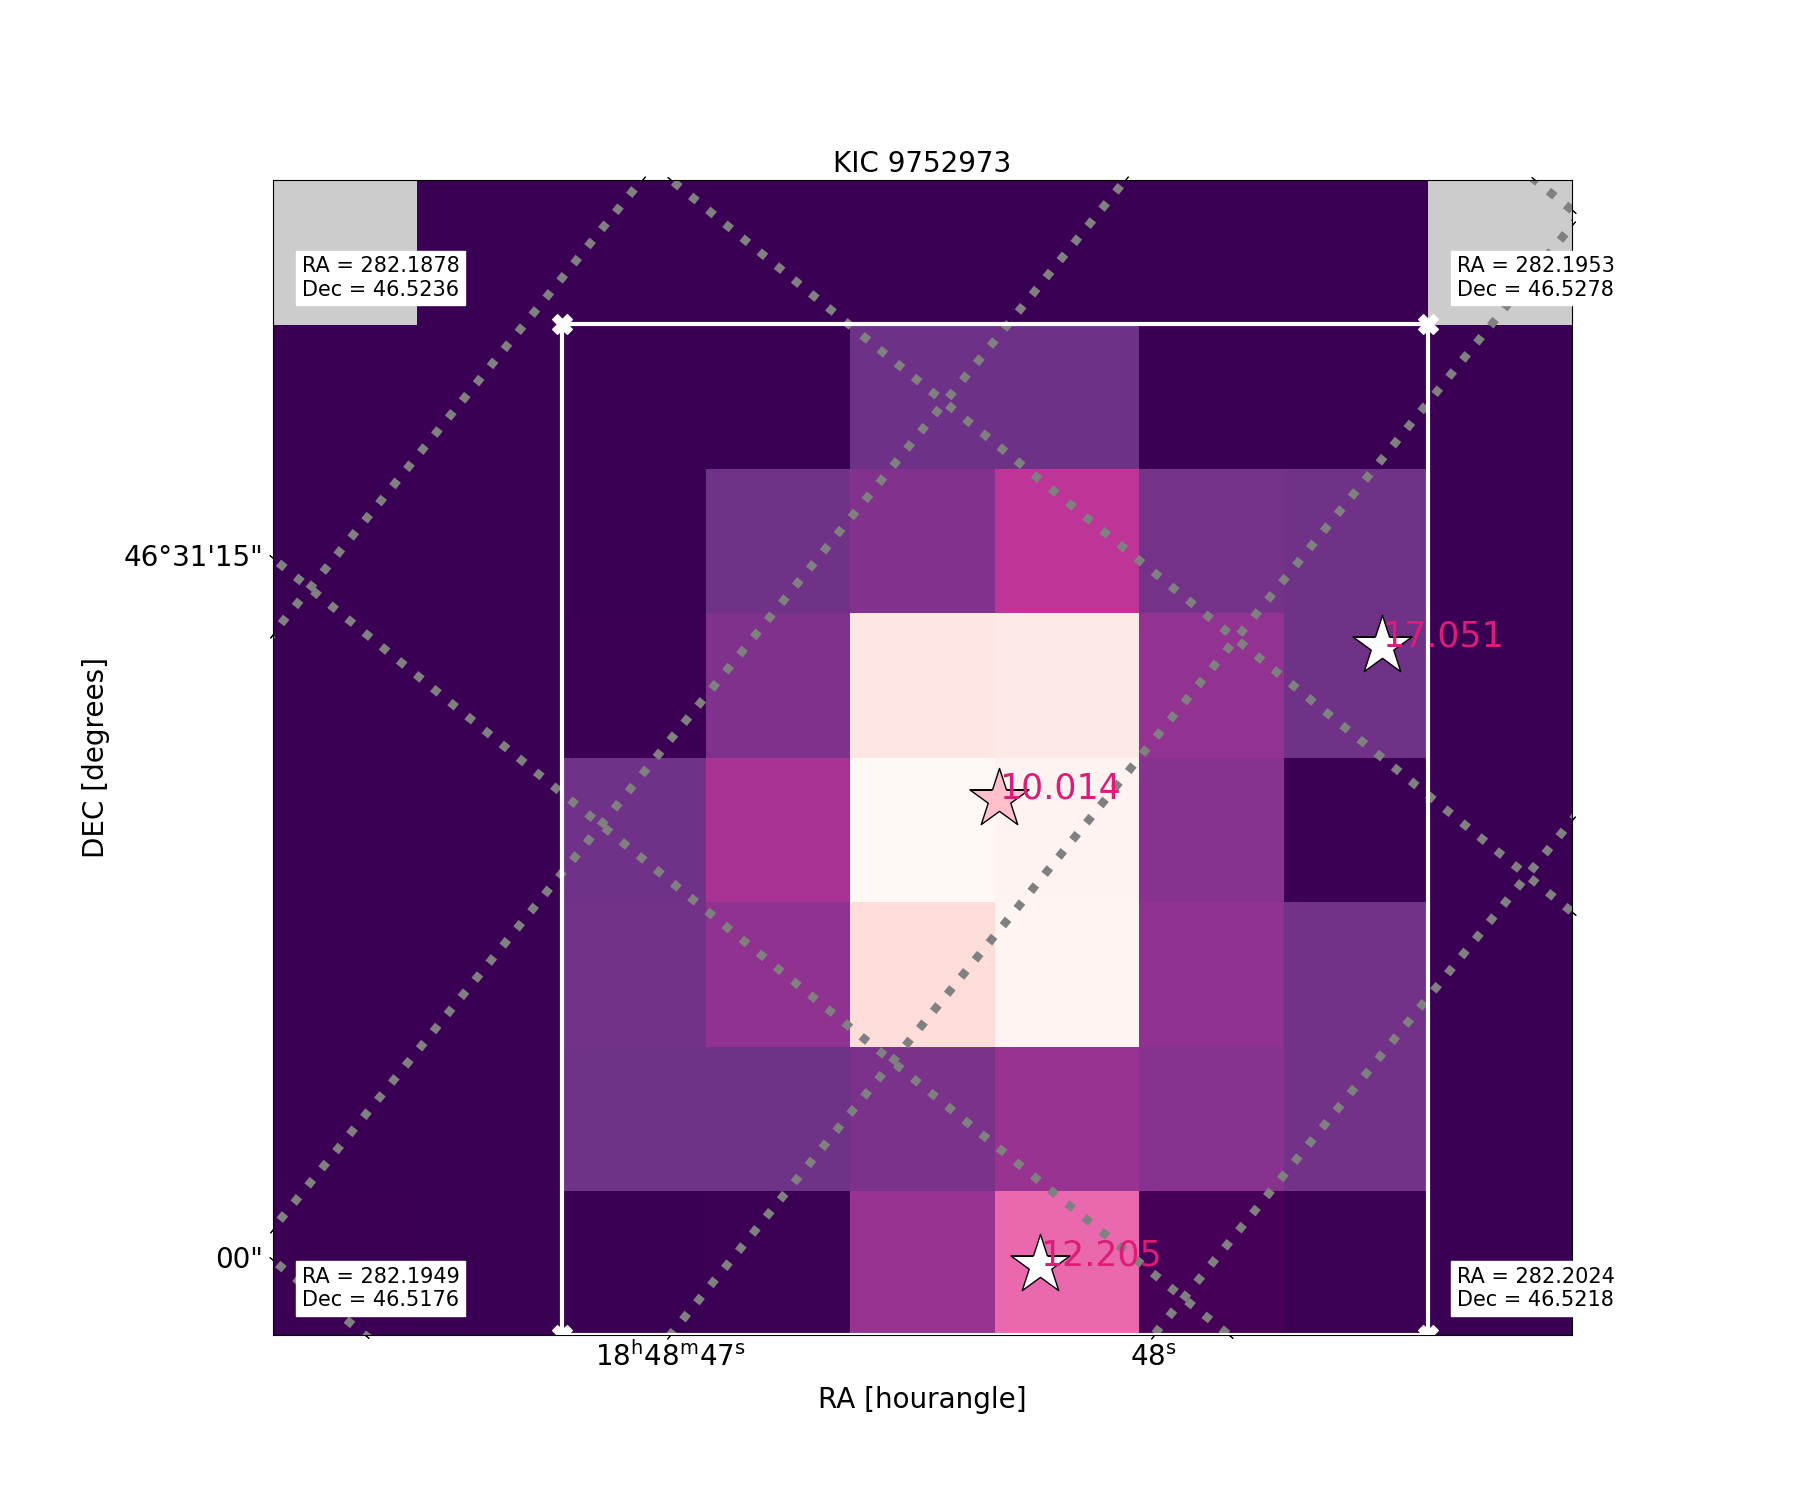 KIC 9752973
RA = 282.1878
Dec = 46.5236
RA = 282.1953
Dec = 46.5278
46°31'15"
17.051
10.014
DEC [degrees]
12.205
00"
RA = 282.1949
Dec = 46.5176
RA = 282.2024
Dec = 46.5218
18ʰ48ᵐ47ˢ
48ˢ
RA [hourangle]